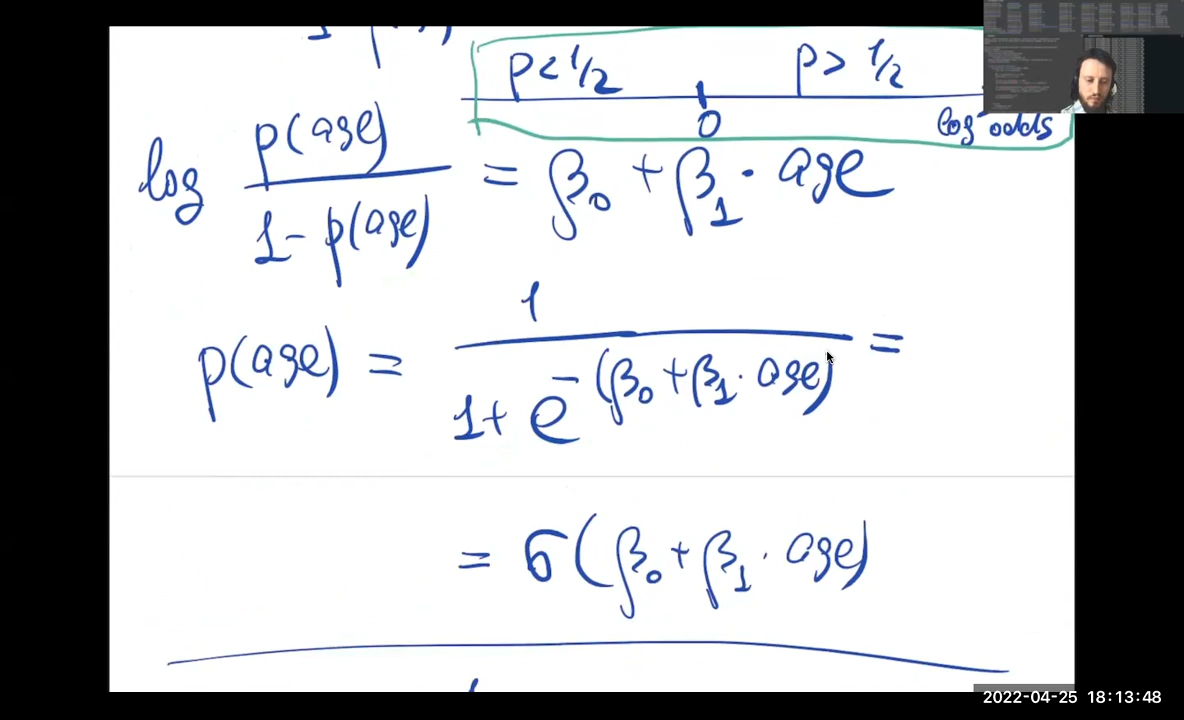 p < 1/2 p > 1/2
0 log odds
log p(age) / 1 - p(age) = β₀ + β₁ · age
p(age) = 1 / 1 + e^-(β₀ + β₁ · age) =
= σ(β₀ + β₁ · age)
2022-04-25 18:13:48